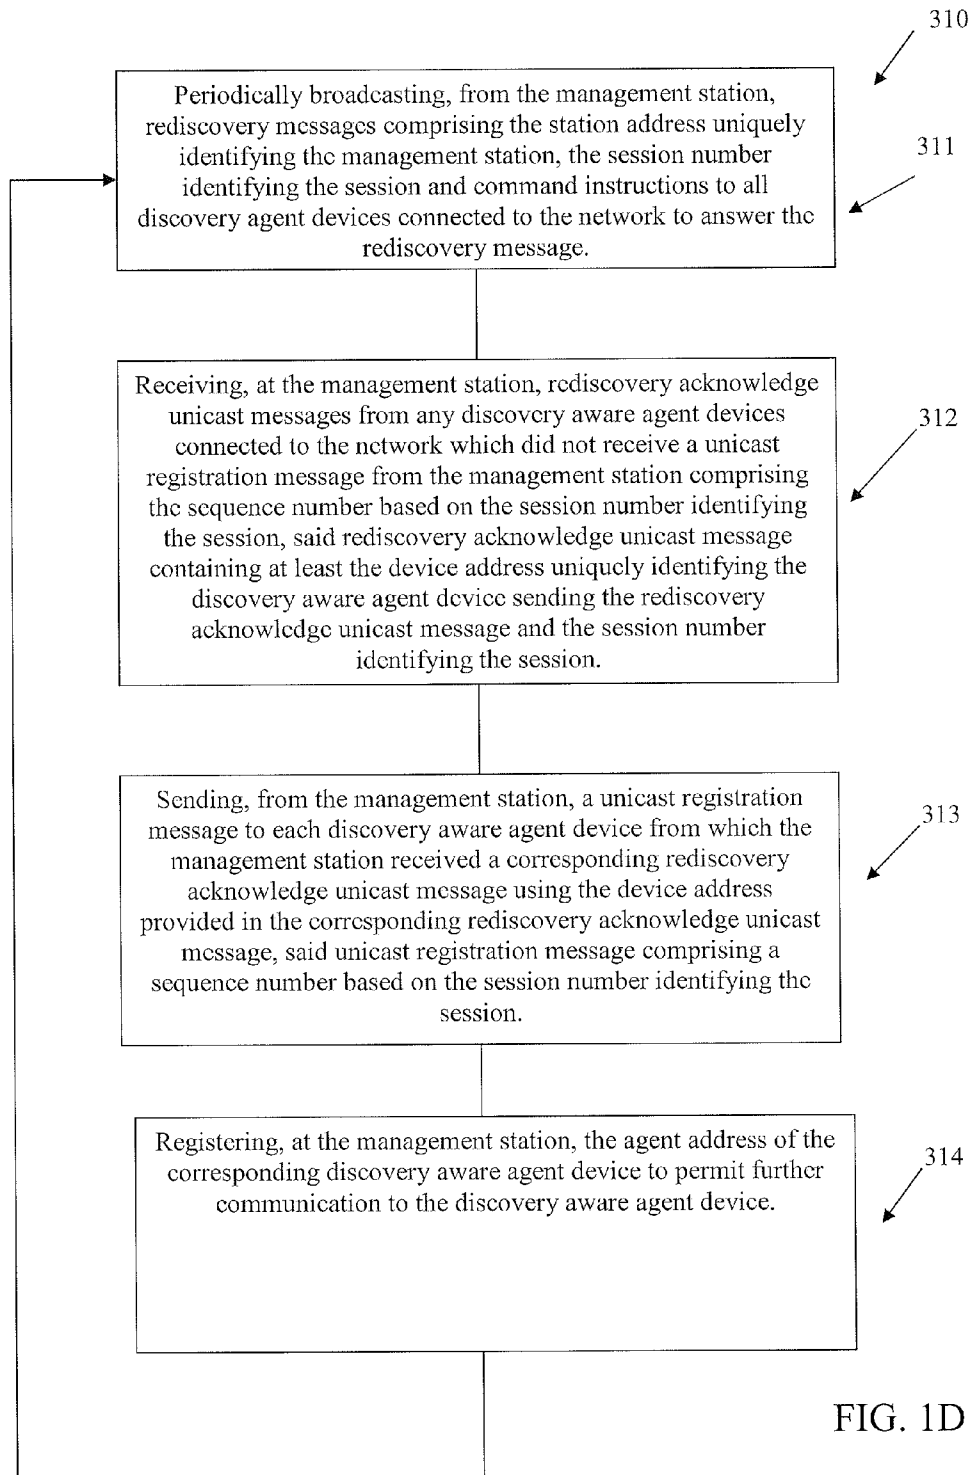 310
Periodically broadcasting, from the management station,
rediscovery messages comprising the station address uniquely
identifying the management station, the session number
identifying the session and command instructions to all
discovery agent devices connected to the network to answer the
rediscovery message.
311
Receiving, at the management station, rediscovery acknowledge
unicast messages from any discovery aware agent devices
connected to the network which did not receive a unicast
registration message from the management station comprising
the sequence number based on the session number identifying
the session, said rediscovery acknowledge unicast message
containing at least the device address uniquely identifying the
discovery aware agent device sending the rediscovery
acknowledge unicast message and the session number
identifying the session.
312
Sending, from the management station, a unicast registration
message to each discovery aware agent device from which the
management station received a corresponding rediscovery
acknowledge unicast message using the device address
provided in the corresponding rediscovery acknowledge unicast
message, said unicast registration message comprising a
sequence number based on the session number identifying the
session.
313
Registering, at the management station, the agent address of the
corresponding discovery aware agent device to permit further
communication to the discovery aware agent device.
314
FIG. 1D